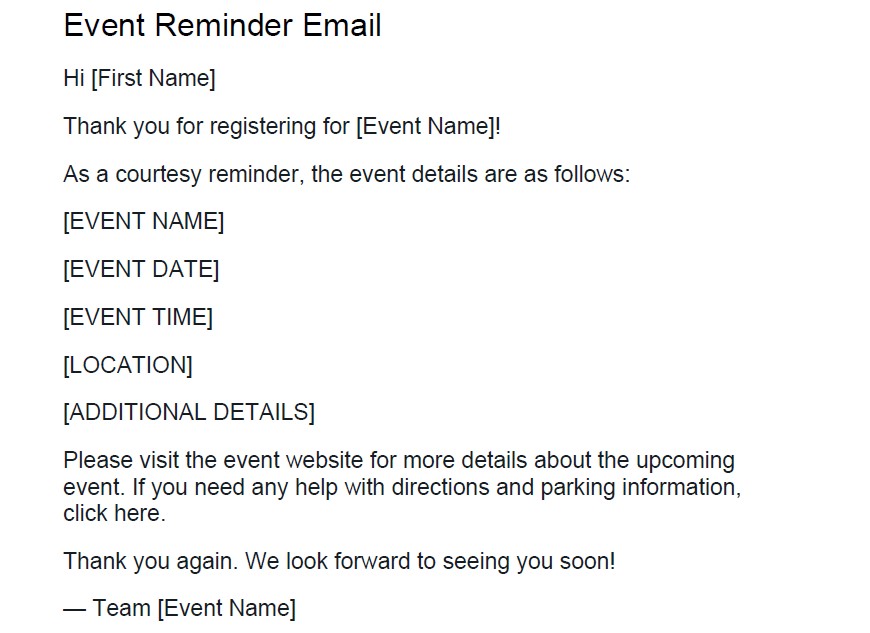 Event Reminder Email
Hi [First Name]
Thank you for registering for [Event Name]!
As a courtesy reminder, the event details are as follows:
[EVENT NAME]
[EVENT DATE]
[EVENT TIME]
[LOCATION]
[ADDITIONAL DETAILS]
Please visit the event website for more details about the upcoming
event. If you need any help with directions and parking information,
click here.
Thank you again. We look forward to seeing you soon!
— Team [Event Name]